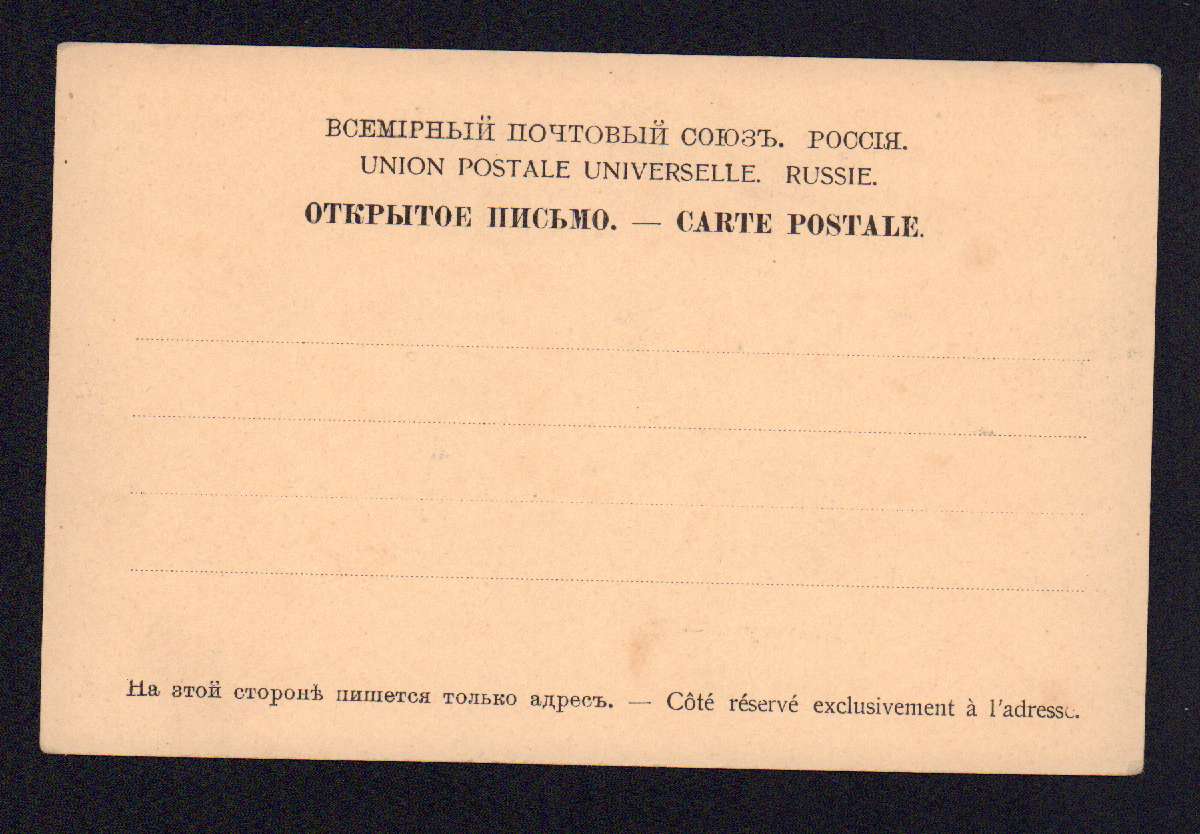 ВСЕМІРНЫЙ ПОЧТОВЫЙ СОЮЗЪ. РОССІЯ.
UNION POSTALE UNIVERSELLE. RUSSIE.
ОТКРЫТОЕ ПИСЬМО. — CARTE POSTALE.
На этой сторонѣ пишется только адресъ. — Côté réservé exclusivement à l'adresse.